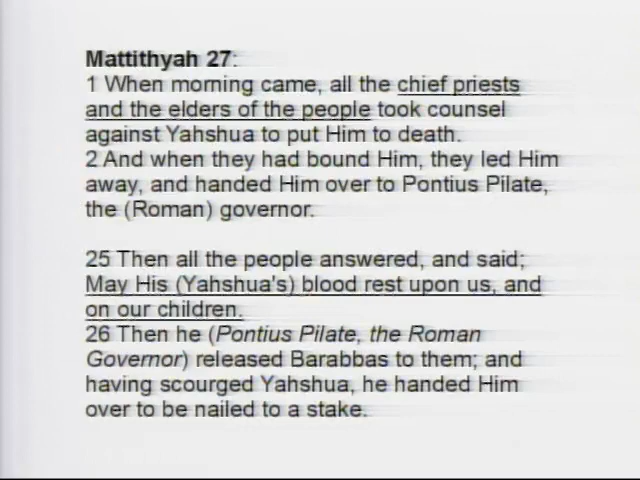 Mattithyah 27:
1 When morning came, all the chief priests
and the elders of the people took counsel
against Yahshua to put Him to death.
2 And when they had bound Him, they led Him
away, and handed Him over to Pontius Pilate,
the (Roman) governor.
25 Then all the people answered, and said;
May His (Yahshua's) blood rest upon us, and
on our children.
26 Then he (Pontius Pilate, the Roman
Governor) released Barabbas to them; and
having scourged Yahshua, he handed Him
over to be nailed to a stake.